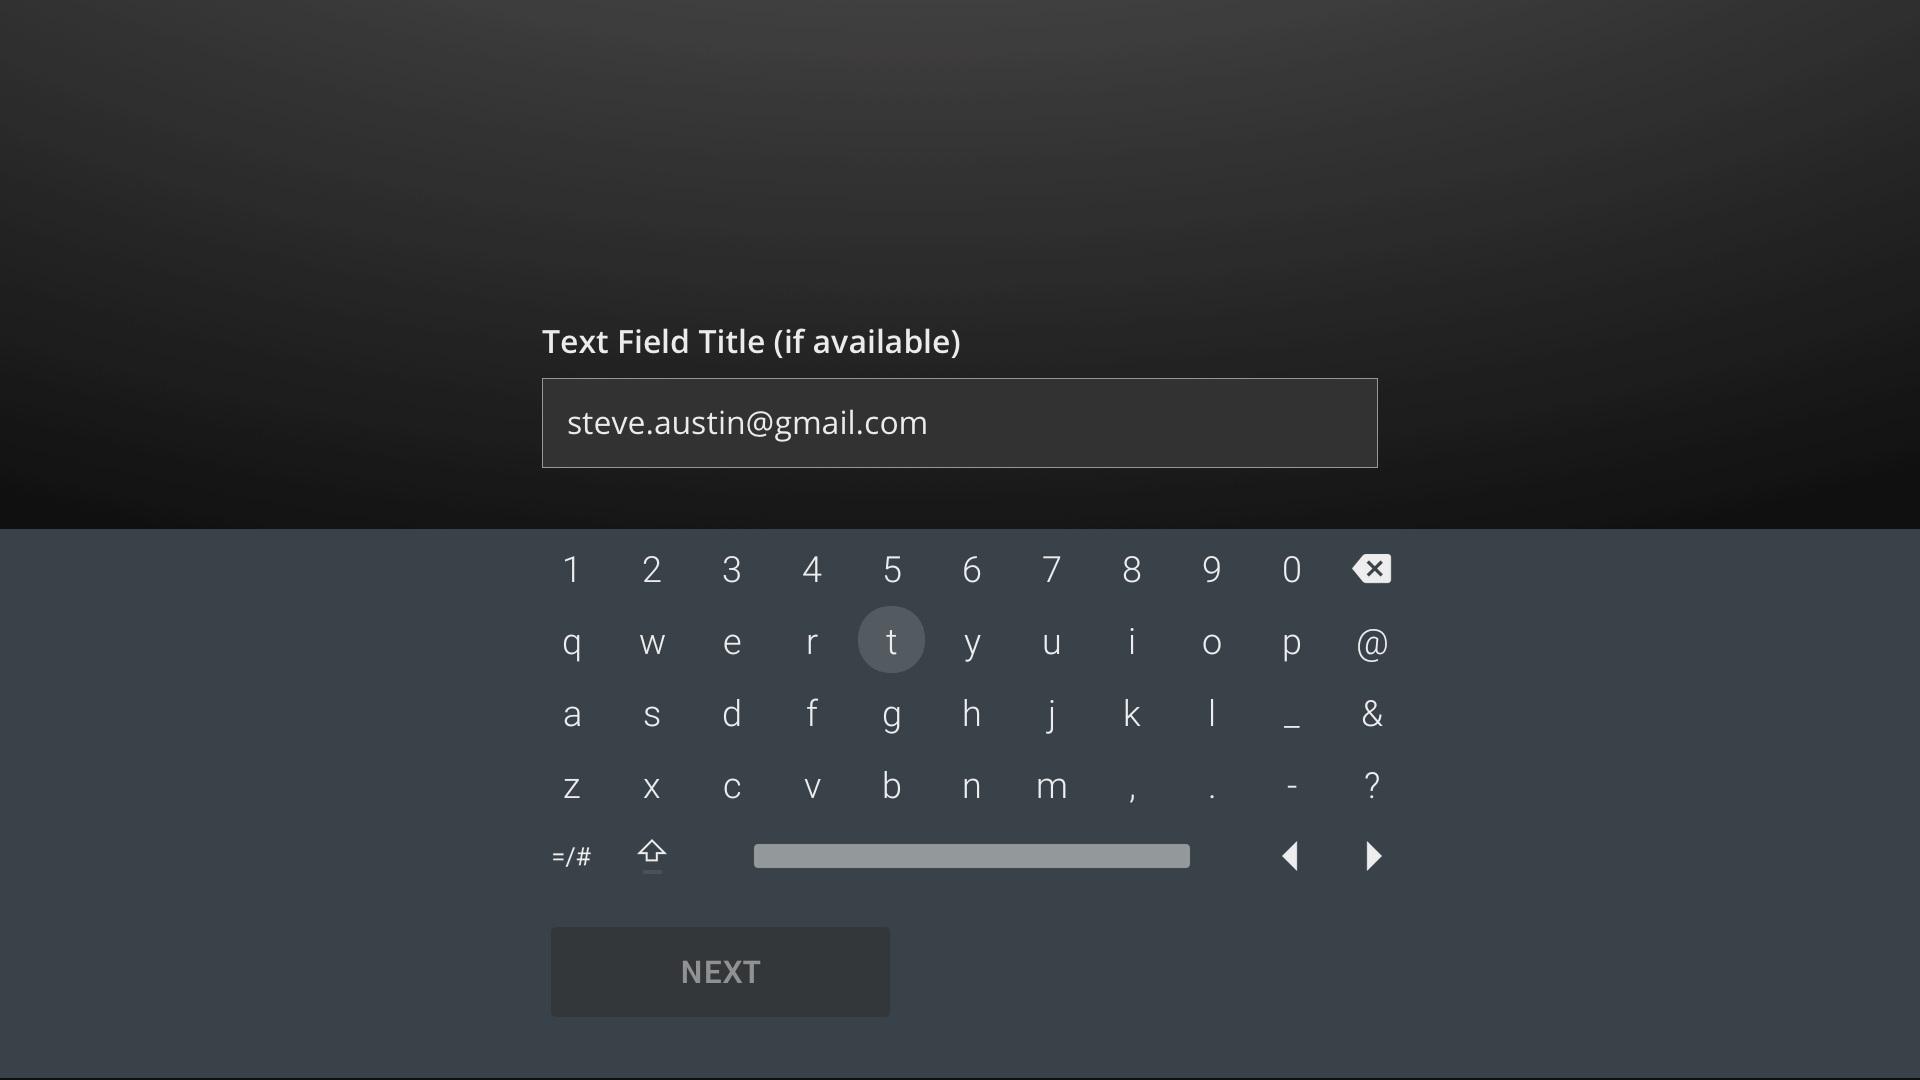 Text Field Title (if available)
steve.austin@gmail.com
1 2 3 4 5 6 7 8 9 0
q w e r t y u i o p @
a s d f g h j k l _ &
z x c v b n m , . - ?
=/#
NEXT